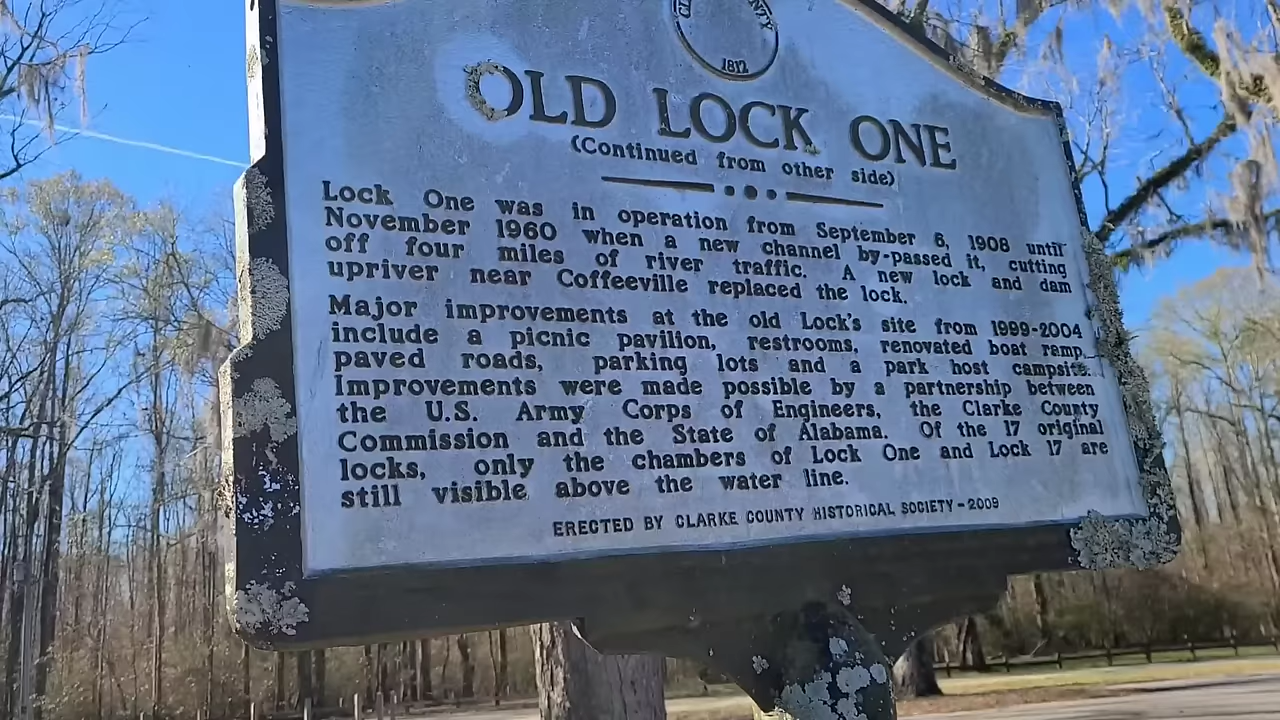 1812
OLD LOCK ONE
(Continued from other side)
Lock One was in operation from September 6, 1908 until
November 1960 when a new channel by-passed it, cutting
off four miles of river traffic. A new lock and dam
upriver near Coffeeville replaced the lock.
Major improvements at the old Lock's site from 1999-2004
include a picnic pavilion, restrooms, renovated boat ramp,
paved roads, parking lots and a park host campsite.
Improvements were made possible by a partnership between
the U.S. Army Corps of Engineers, the Clarke County
Commission and the State of Alabama. Of the 17 original
locks, only the chambers of Lock One and Lock 17 are
still visible above the water line.
ERECTED BY CLARKE COUNTY HISTORICAL SOCIETY-2009